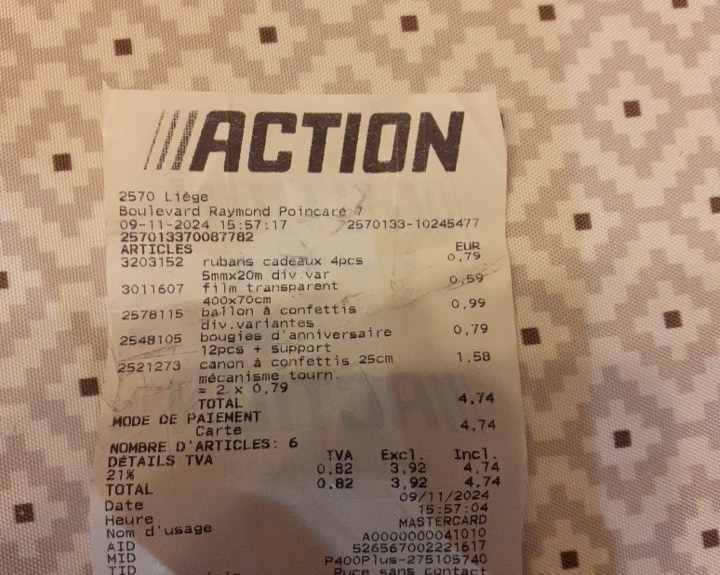 ACTION
2570 Liège
Boulevard Raymond Poincaré 7
09-11-2024 15:57:17 2570133-10245477
257013370087782
ARTICLES EUR
3203152 rubans cadeaux 4pcs 0,79
5mmx20m div.var
3011607 film transparent 0,59
400x70cm
2578115 ballon à confettis 0,99
div.variantes
2548105 bougies d'anniversaire 0,79
12pcs + support
2521273 canon à confettis 25cm 1,58
mécanisme tourn.
= 2 x 0,79
TOTAL 4,74
MODE DE PAIEMENT
Carte 4,74
NOMBRE D'ARTICLES: 6
DÉTAILS TVA TVA Excl. Incl.
21% 0,82 3,92 4,74
TOTAL 0,82 3,92 4,74
Date 09/11/2024
Heure 15:57:04
Nom d'usage MASTERCARD
AID A0000000041010
MID 526567002221617
TID P400Plus-275105740
Puce sans contact